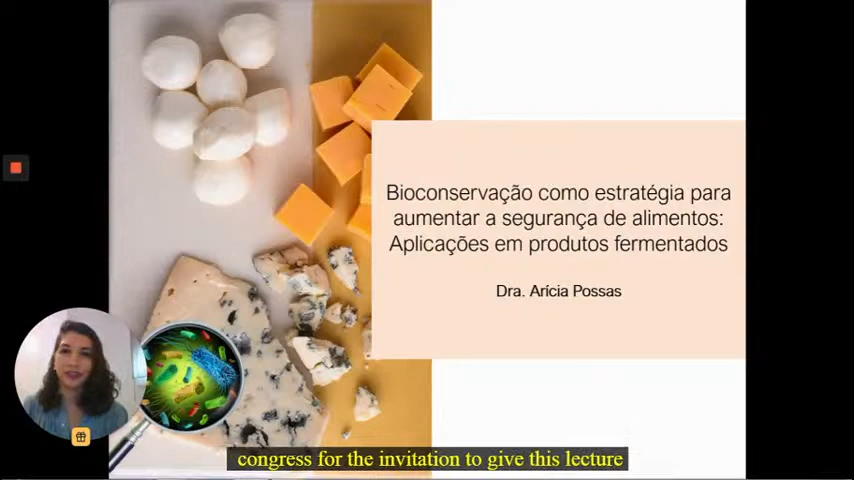 Bioconservação como estratégia para
aumentar a segurança de alimentos:
Aplicações em produtos fermentados
Dra. Arícia Possas
congress for the invitation to give this lecture